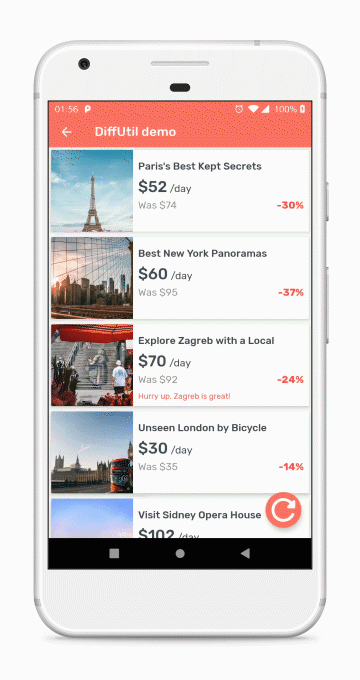 01:56
100%
DiffUtil demo
Paris's Best Kept Secrets
$52 /day
Was $74
-30%
Best New York Panoramas
$60 /day
Was $95
-37%
Explore Zagreb with a Local
$70 /day
Was $92
-24%
Hurry up, Zagreb is great!
Unseen London by Bicycle
$30 /day
Was $35
-14%
Visit Sidney Opera House
$102 /day